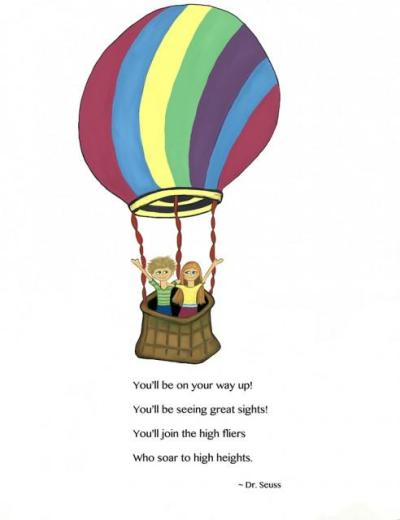 You'll be on your way up!
You'll be seeing great sights!
You'll join the high fliers
Who soar to high heights.
~ Dr. Seuss